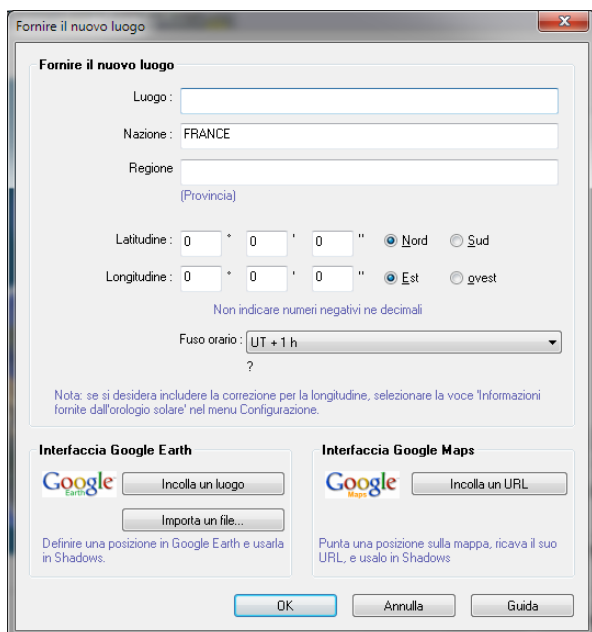 Fornire il nuovo luogo
Fornire il nuovo luogo
Luogo :
Nazione : FRANCE
Regione
(Provincia)
Latitudine : 0 ° 0 ' 0 " Nord Sud
Longitudine : 0 ° 0 ' 0 " Est ovest
Non indicare numeri negativi ne decimali
Fuso orario : UT + 1 h
?
Nota: se si desidera includere la correzione per la longitudine, selezionare la voce 'Informazioni
fornite dall'orologio solare' nel menu Configurazione.
Interfaccia Google Earth
Google Earth
Incolla un luogo
Importa un file...
Definire una posizione in Google Earth e usarla
in Shadows.
Interfaccia Google Maps
Google Maps
Incolla un URL
Punta una posizione sulla mappa, ricava il suo
URL, e usalo in Shadows
OK Annulla Guida